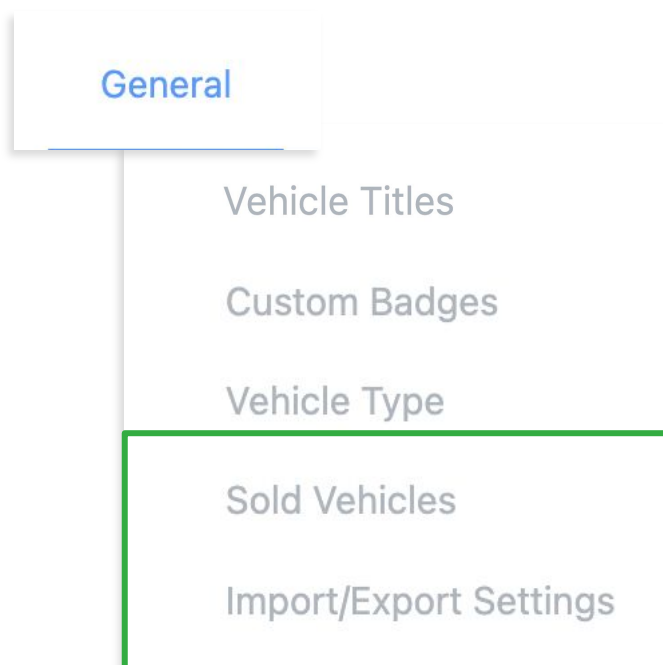 General
Vehicle Titles
Custom Badges
Vehicle Type
Sold Vehicles
Import/Export Settings